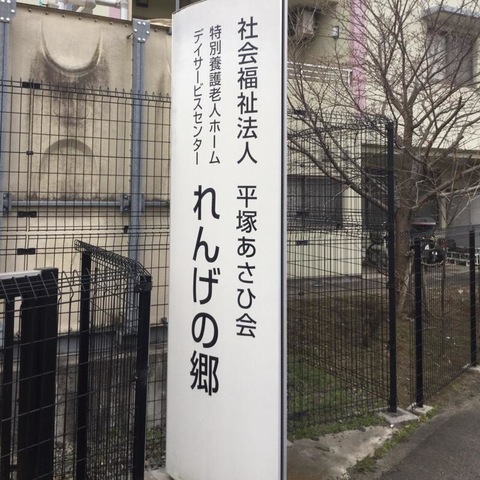 社会福祉法人 平塚あさひ会
特別養護老人ホーム
デイサービスセンター
れんげの郷